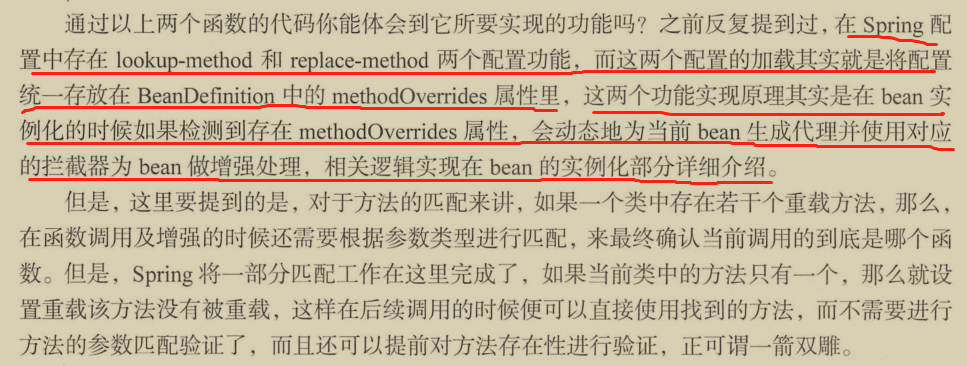 通过以上两个函数的代码你能体会到它所要实现的功能吗？之前反复提到过，在 Spring 配
置中存在 lookup-method 和 replace-method 两个配置功能，而这两个配置的加载其实就是将配置
统一存放在 BeanDefinition 中的 methodOverrides 属性里，这两个功能实现原理其实是在 bean 实
例化的时候如果检测到存在 methodOverrides 属性，会动态地为当前 bean 生成代理并使用对应
的拦截器为 bean 做增强处理，相关逻辑实现在 bean 的实例化部分详细介绍。
但是，这里要提到的是，对于方法的匹配来讲，如果一个类中存在若干个重载方法，那么，
在函数调用及增强的时候还需要根据参数类型进行匹配，来最终确认当前调用的到底是哪个函
数。但是，Spring 将一部分匹配工作在这里完成了，如果当前类中的方法只有一个，那么就设
置重载该方法没有被重载，这样在后续调用的时候便可以直接使用找到的方法，而不需要进行
方法的参数匹配验证了，而且还可以提前对方法存在性进行验证，正可谓一箭双雕。